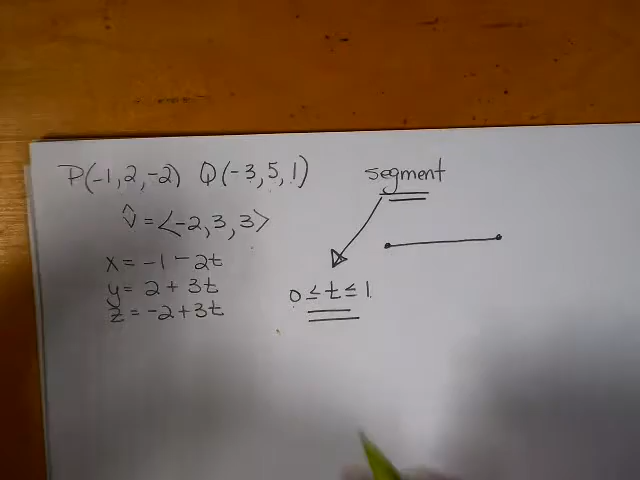 P(-1,2,-2) Q(-3,5,1)
segment
v̂ = <-2,3,3>
x = -1 - 2t
y = 2 + 3t
z = -2 + 3t
0 ≤ t ≤ 1